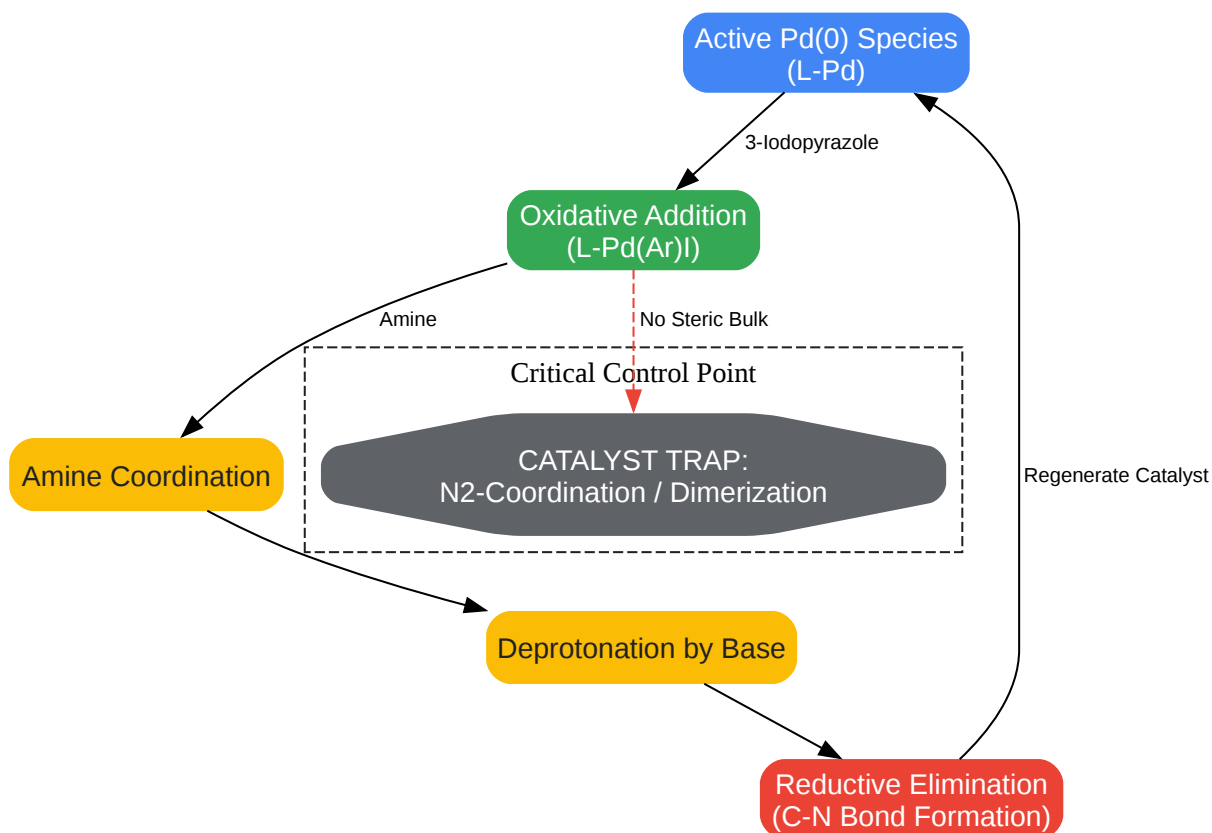 Active Pd(0) Species
(L-Pd)
3-Iodopyrazole
Oxidative Addition
(L-Pd(Ar)I)
Amine
No Steric Bulk
Critical Control Point
CATALYST TRAP:
N2-Coordination / Dimerization
Amine Coordination
Regenerate Catalyst
Deprotonation by Base
Reductive Elimination
(C-N Bond Formation)